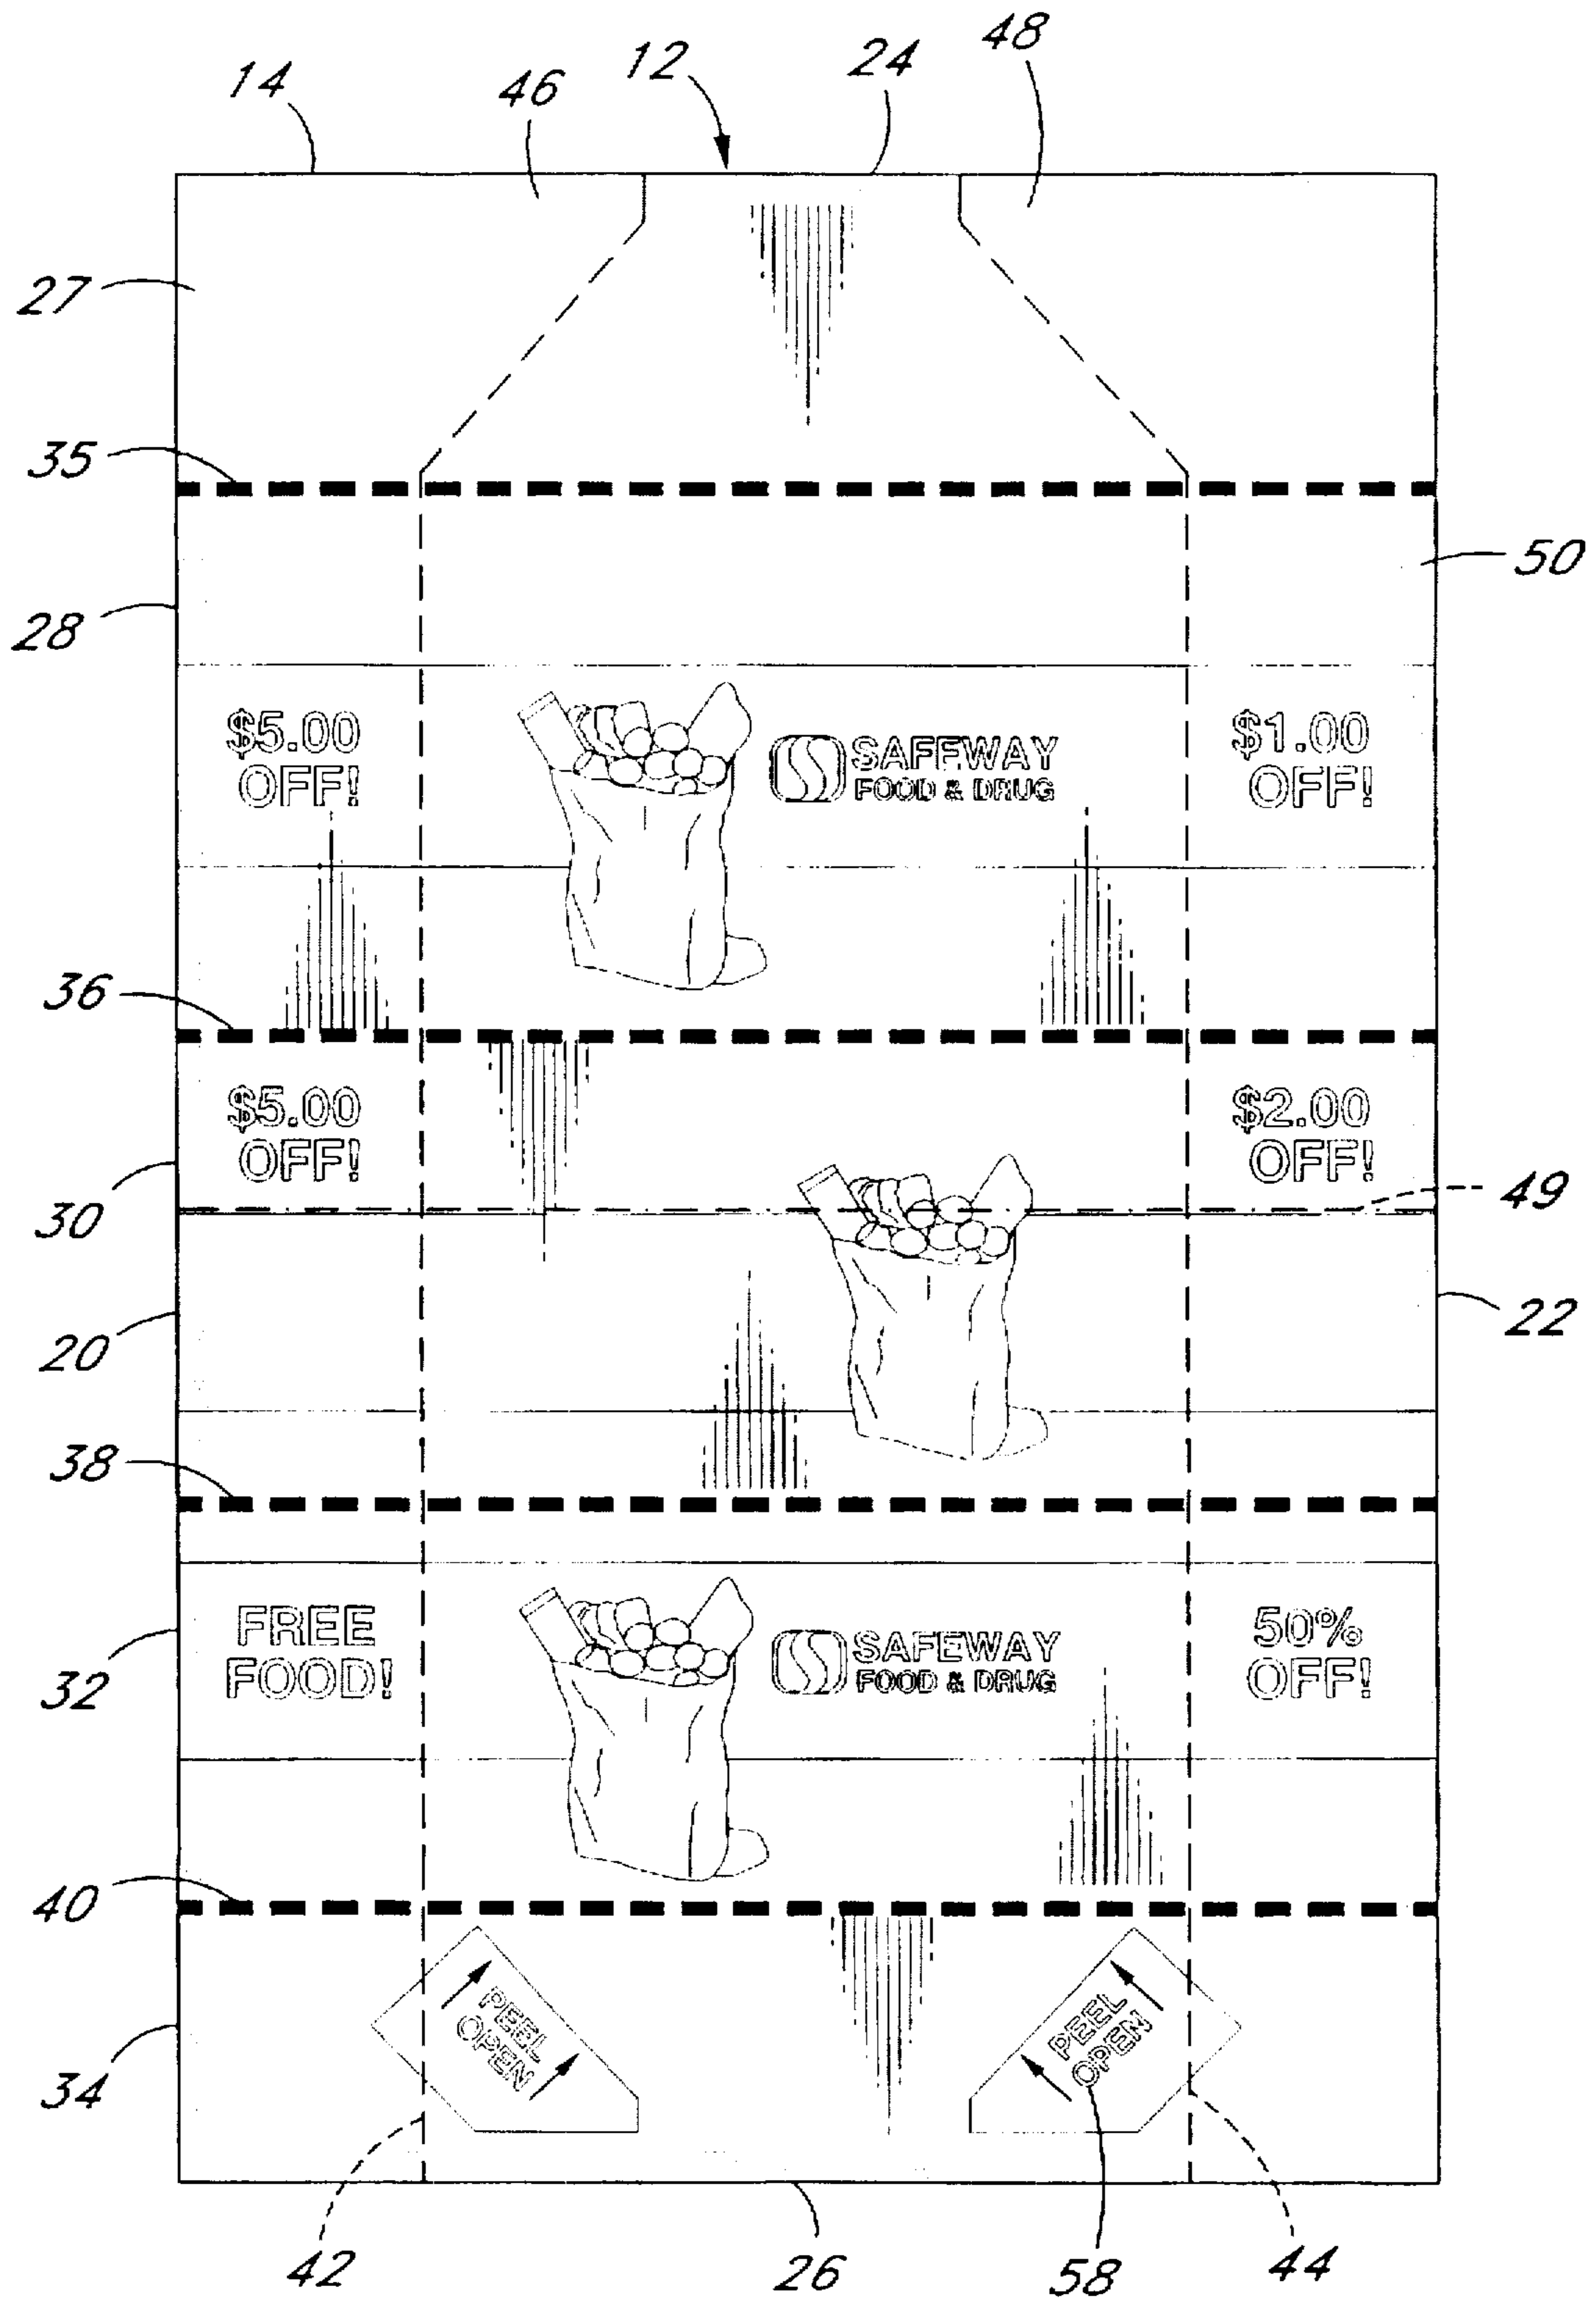 48
12
24
14
46
27
35
50
28
$5.00
OFF!
SAFEWAY
FOOD & DRUG
$1.00
OFF!
36
$5.00
OFF!
$2.00
OFF!
49
30
20
22
38
FREE
FOOD!
SAFEWAY
FOOD & DRUG
50%
OFF!
32
40
PEEL
OPEN
PEEL
OPEN
34
42
26
58
44